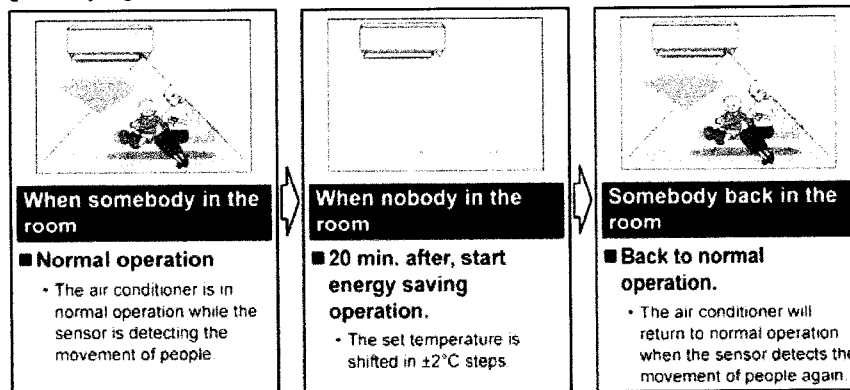 When somebody in the
room
■ Normal operation
• The air conditioner is in
normal operation while the
sensor is detecting the
movement of people
When nobody in the
room
■ 20 min. after, start
energy saving
operation.
• The set temperature is
shifted in ±2°C steps
Somebody back in the
room
■ Back to normal
operation.
• The air conditioner will
return to normal operation
when the sensor detects the
movement of people again